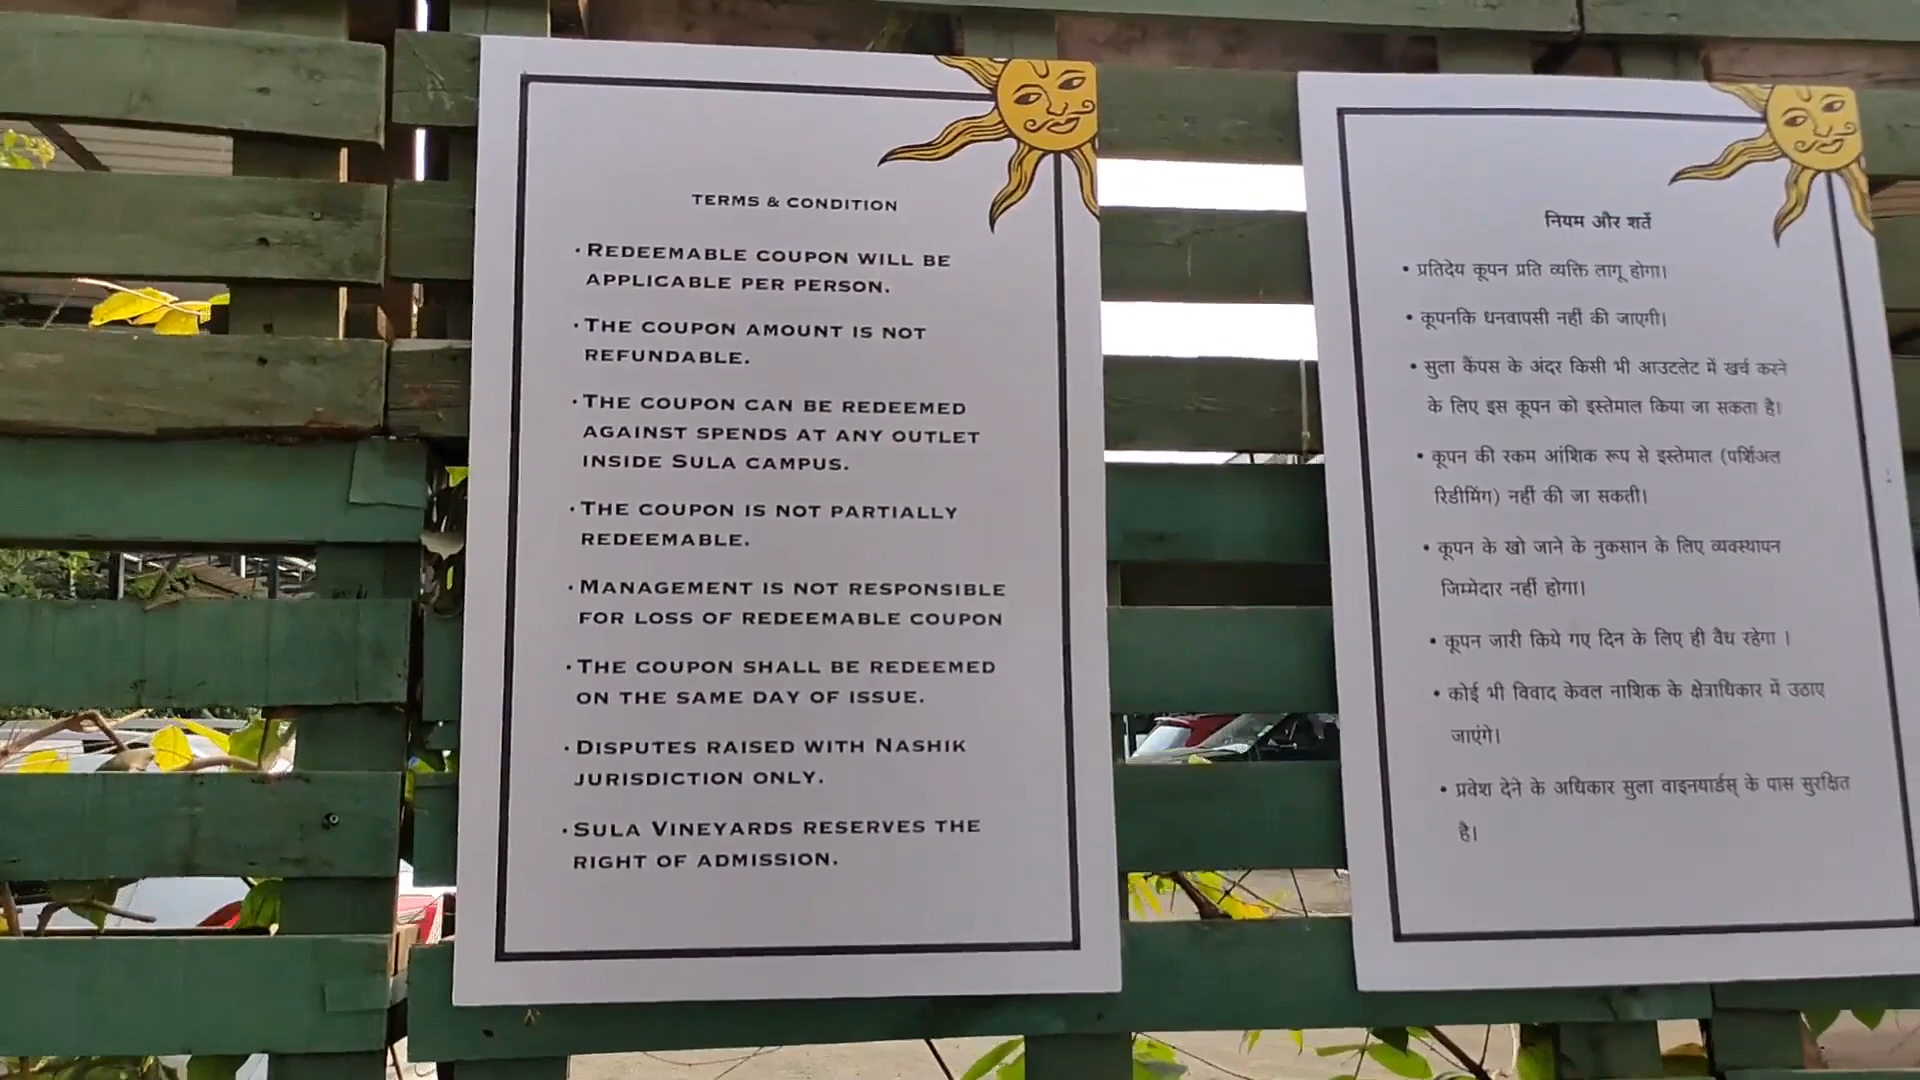 TERMS & CONDITION
· REDEEMABLE COUPON WILL BE
APPLICABLE PER PERSON.
· THE COUPON AMOUNT IS NOT
REFUNDABLE.
· THE COUPON CAN BE REDEEMED
AGAINST SPENDS AT ANY OUTLET
INSIDE SULA CAMPUS.
· THE COUPON IS NOT PARTIALLY
REDEEMABLE.
· MANAGEMENT IS NOT RESPONSIBLE
FOR LOSS OF REDEEMABLE COUPON
· THE COUPON SHALL BE REDEEMED
ON THE SAME DAY OF ISSUE.
· DISPUTES RAISED WITH NASHIK
JURISDICTION ONLY.
· SULA VINEYARDS RESERVES THE
RIGHT OF ADMISSION.
नियम और शर्ते
• प्रतिदेय कूपन प्रति व्यक्ति लागू होगा।
• कूपनकि धनवापसी नहीं की जाएगी।
• सुला कैंपस के अंदर किसी भी आउटलेट में खर्च करने
के लिए इस कूपन को इस्तेमाल किया जा सकता है।
• कूपन की रकम आंशिक रूप से इस्तेमाल (पर्शिअल
रिडीमिंग) नहीं की जा सकती।
• कूपन के खो जाने के नुकसान के लिए व्यवस्थापन
जिम्मेदार नहीं होगा।
• कूपन जारी किये गए दिन के लिए ही वैध रहेगा ।
• कोई भी विवाद केवल नाशिक के क्षेत्राधिकार में उठाए
जाएंगे।
• प्रवेश देने के अधिकार सुला वाइनयार्डस् के पास सुरक्षित
है।